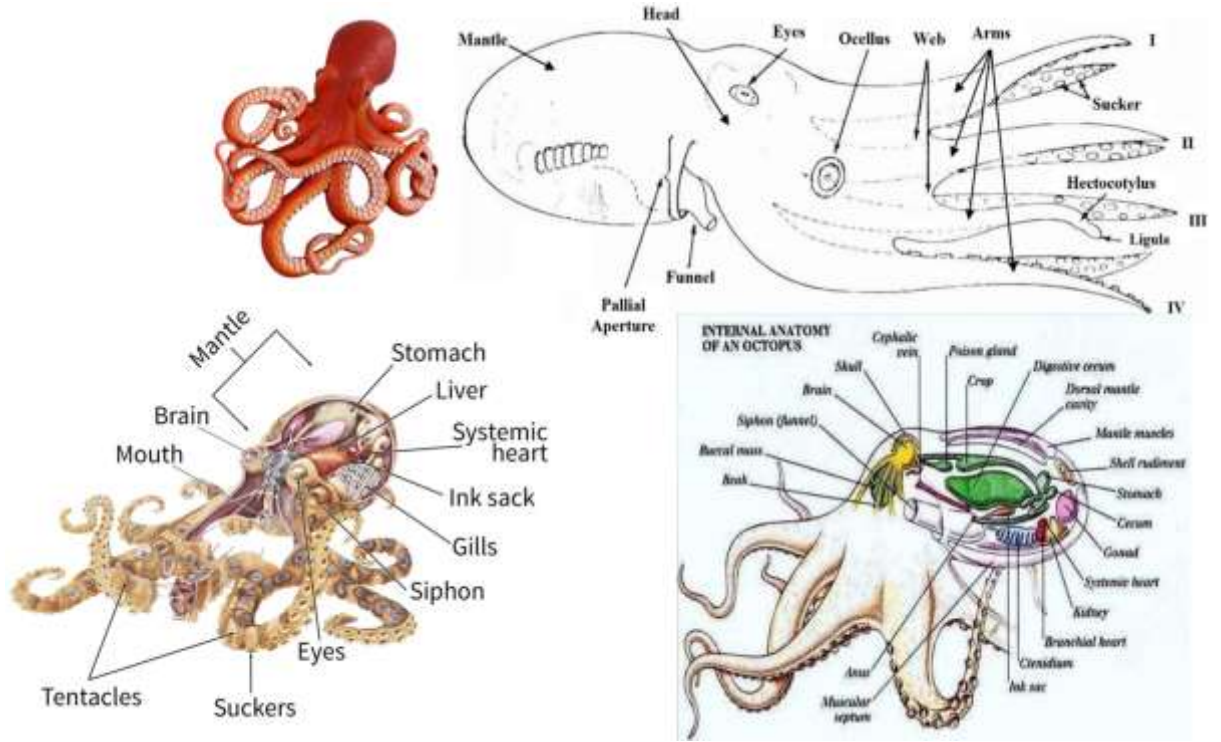 Head
Mantle
Eyes
Ocellus
Web
Arms
I
Sucker
II
Hectocotylus
III
Ligula
Funnel
Pallial
Aperture
IV
Mantle
Stomach
Liver
Brain
Systemic
heart
Mouth
Ink sack
Gills
Siphon
Eyes
Tentacles
Suckers
INTERNAL ANATOMY
OF AN OCTOPUS
Cephalic
vein
Poison gland
Skull
Crop
Digestive cecum
Brain
Dorsal mantle
cavity
Siphon (funnel)
Mantle muscles
Buccal mass
Shell rudiment
Beak
Stomach
Cecum
Gonad
Systemic heart
Kidney
Branchial heart
Anus
Ctenidium
Ink sac
Muscular
septum